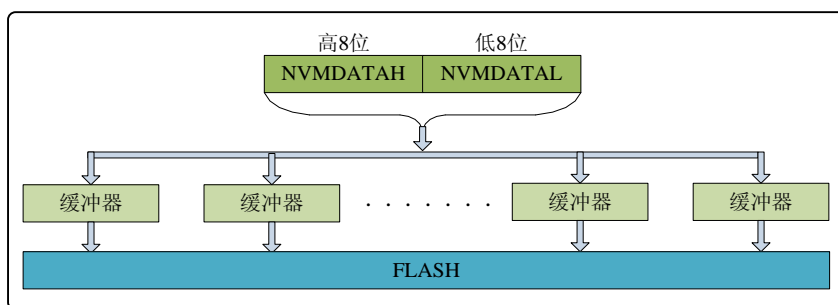 高8位 低8位
NVMDATAH NVMDATAL
缓冲器 缓冲器 . . . . . . . 缓冲器 缓冲器
FLASH